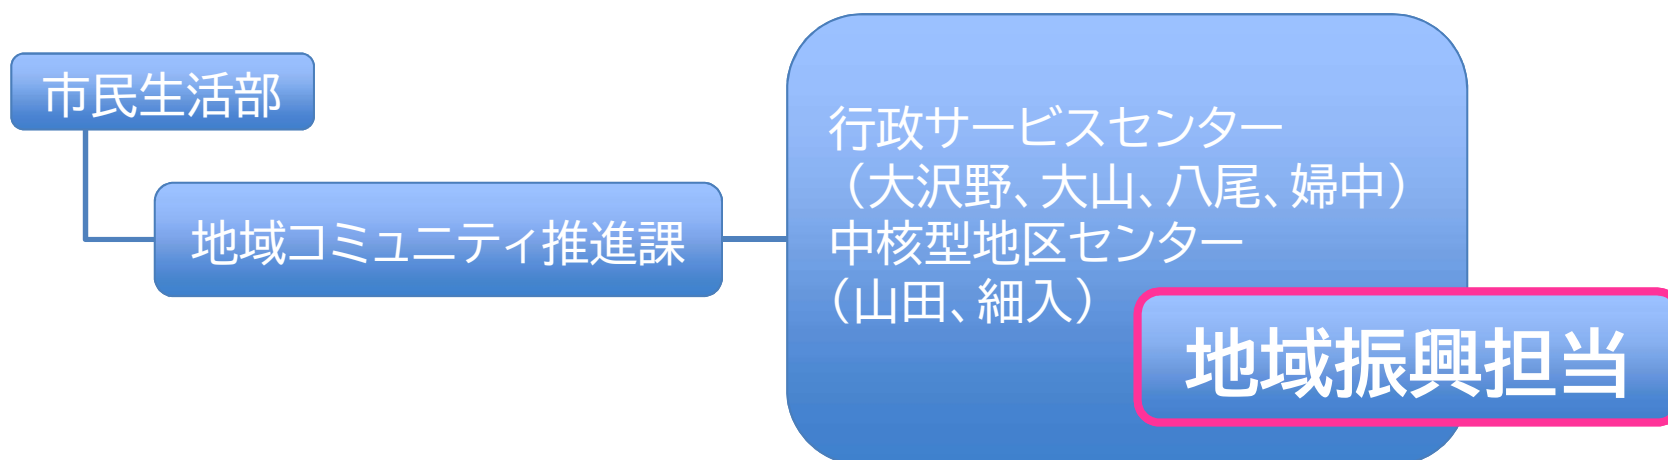 市民生活部
地域コミュニティ推進課
行政サービスセンター
（大沢野、大山、八尾、婦中）
中核型地区センター
（山田、細入）
地域振興担当